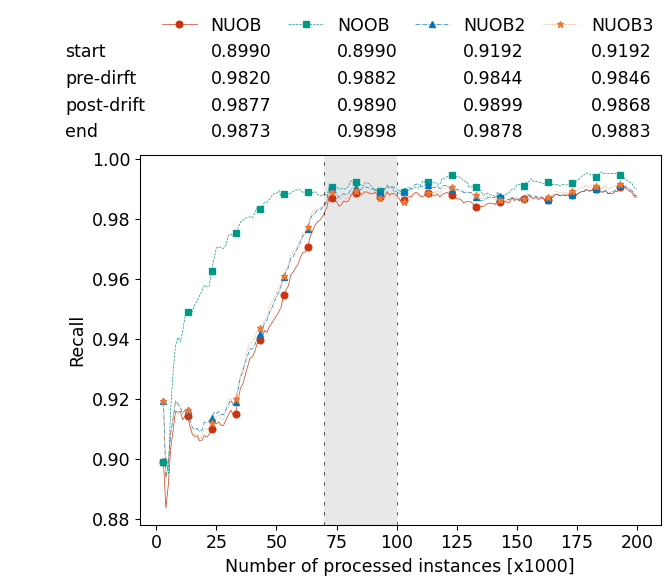 NUOB NOOB NUOB2 NUOB3
start 0.8990 0.8990 0.9192 0.9192
pre-dirft 0.9820 0.9882 0.9844 0.9846
post-drift 0.9877 0.9890 0.9899 0.9868
end 0.9873 0.9898 0.9878 0.9883
1.00
0.98
0.96
0.94
0.92
0.90
0.88
Recall
0 25 50 75 100 125 150 175 200
Number of processed instances [x1000]